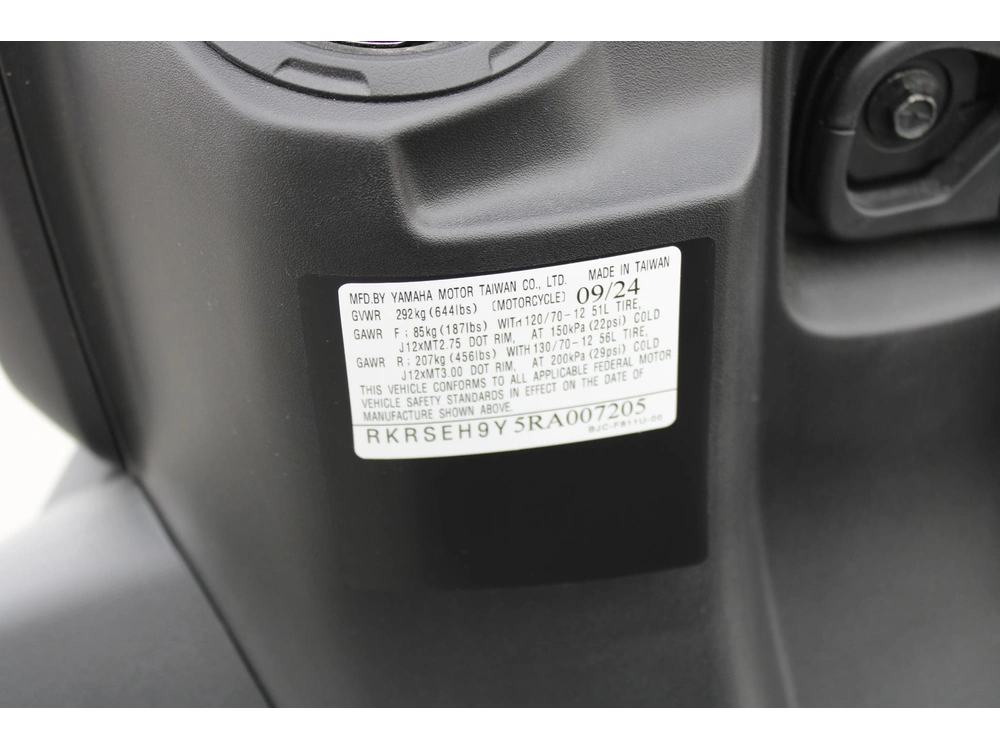 MFD.BY YAMAHA MOTOR TAIWAN CO., LTD. MADE IN TAIWAN
GVWR 292kg (644lbs) [MOTORCYCLE] 09/24
GAWR F : 85kg (187lbs) WITH 120/70-12 51L TIRE,
J12xMT2.75 DOT RIM, AT 150kPa (22psi) COLD
GAWR R : 207kg (456lbs) WITH 130/70-12 56L TIRE,
J12xMT3.00 DOT RIM, AT 200kPa (29psi) COLD
THIS VEHICLE CONFORMS TO ALL APPLICABLE FEDERAL MOTOR
VEHICLE SAFETY STANDARDS IN EFFECT ON THE DATE OF
MANUFACTURE SHOWN ABOVE.
RKRSEH9Y5RA007205
BJC-F811U-00